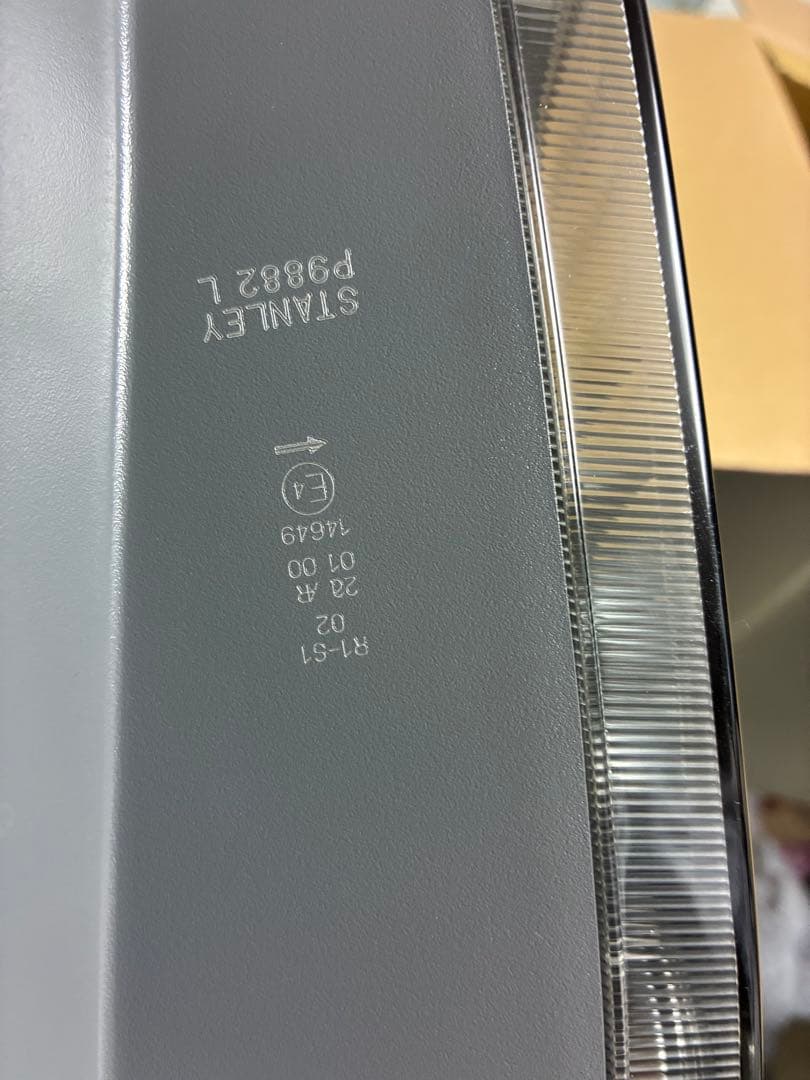 R1-S1
02
2a AR
01 00
14649
E4
→
STANLEY
P9882 L